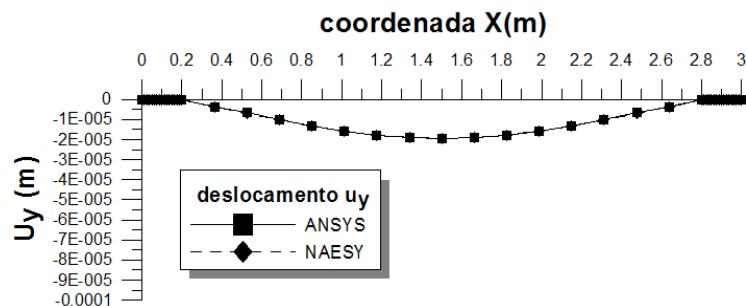 coordenada X(m)
0 0.2 0.4 0.6 0.8 1 1.2 1.4 1.6 1.8 2 2.2 2.4 2.6 2.8 3
0
-1E-005
-2E-005
-3E-005
-4E-005
-5E-005
-6E-005
-7E-005
-8E-005
-9E-005
-0.0001
Uy (m)
deslocamento uy
ANSYS
NAESY